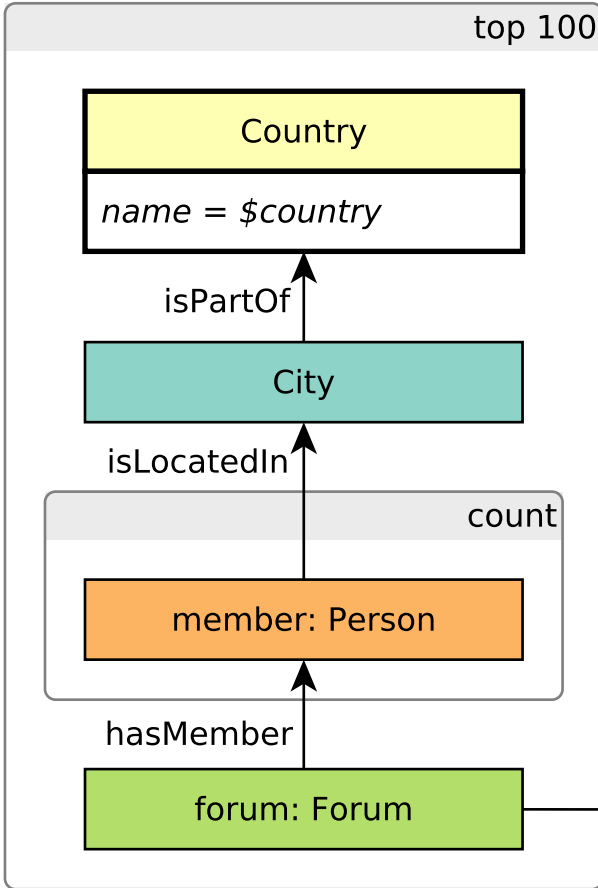 top 100
Country
name = $country
isPartOf
City
isLocatedIn
count
member: Person
hasMember
forum: Forum